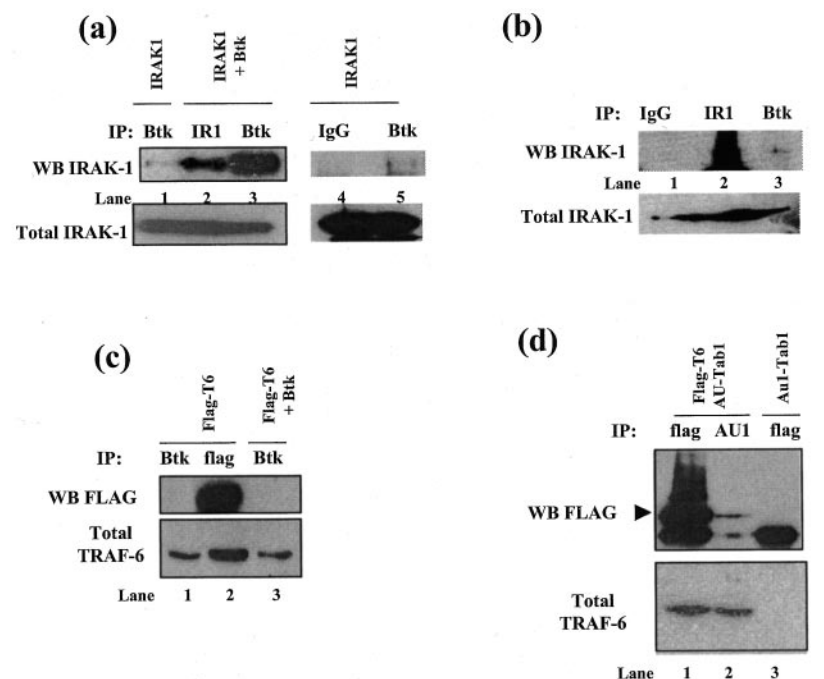 (a)
IRAK1
IRAK1
+ Btk
IRAK1
IP: Btk IR1 Btk IgG Btk
WB IRAK-1
Lane 1 2 3 4 5
Total IRAK-1
(b)
IP: IgG IR1 Btk
WB IRAK-1
Lane 1 2 3
Total IRAK-1
(c)
Flag-T6
Flag-T6
+ Btk
IP: Btk flag Btk
WB FLAG
Total
TRAF-6
Lane 1 2 3
(d)
Flag-T6
AU-Tab1
Au1-Tab1
IP: flag AU1 flag
WB FLAG
Total
TRAF-6
Lane 1 2 3